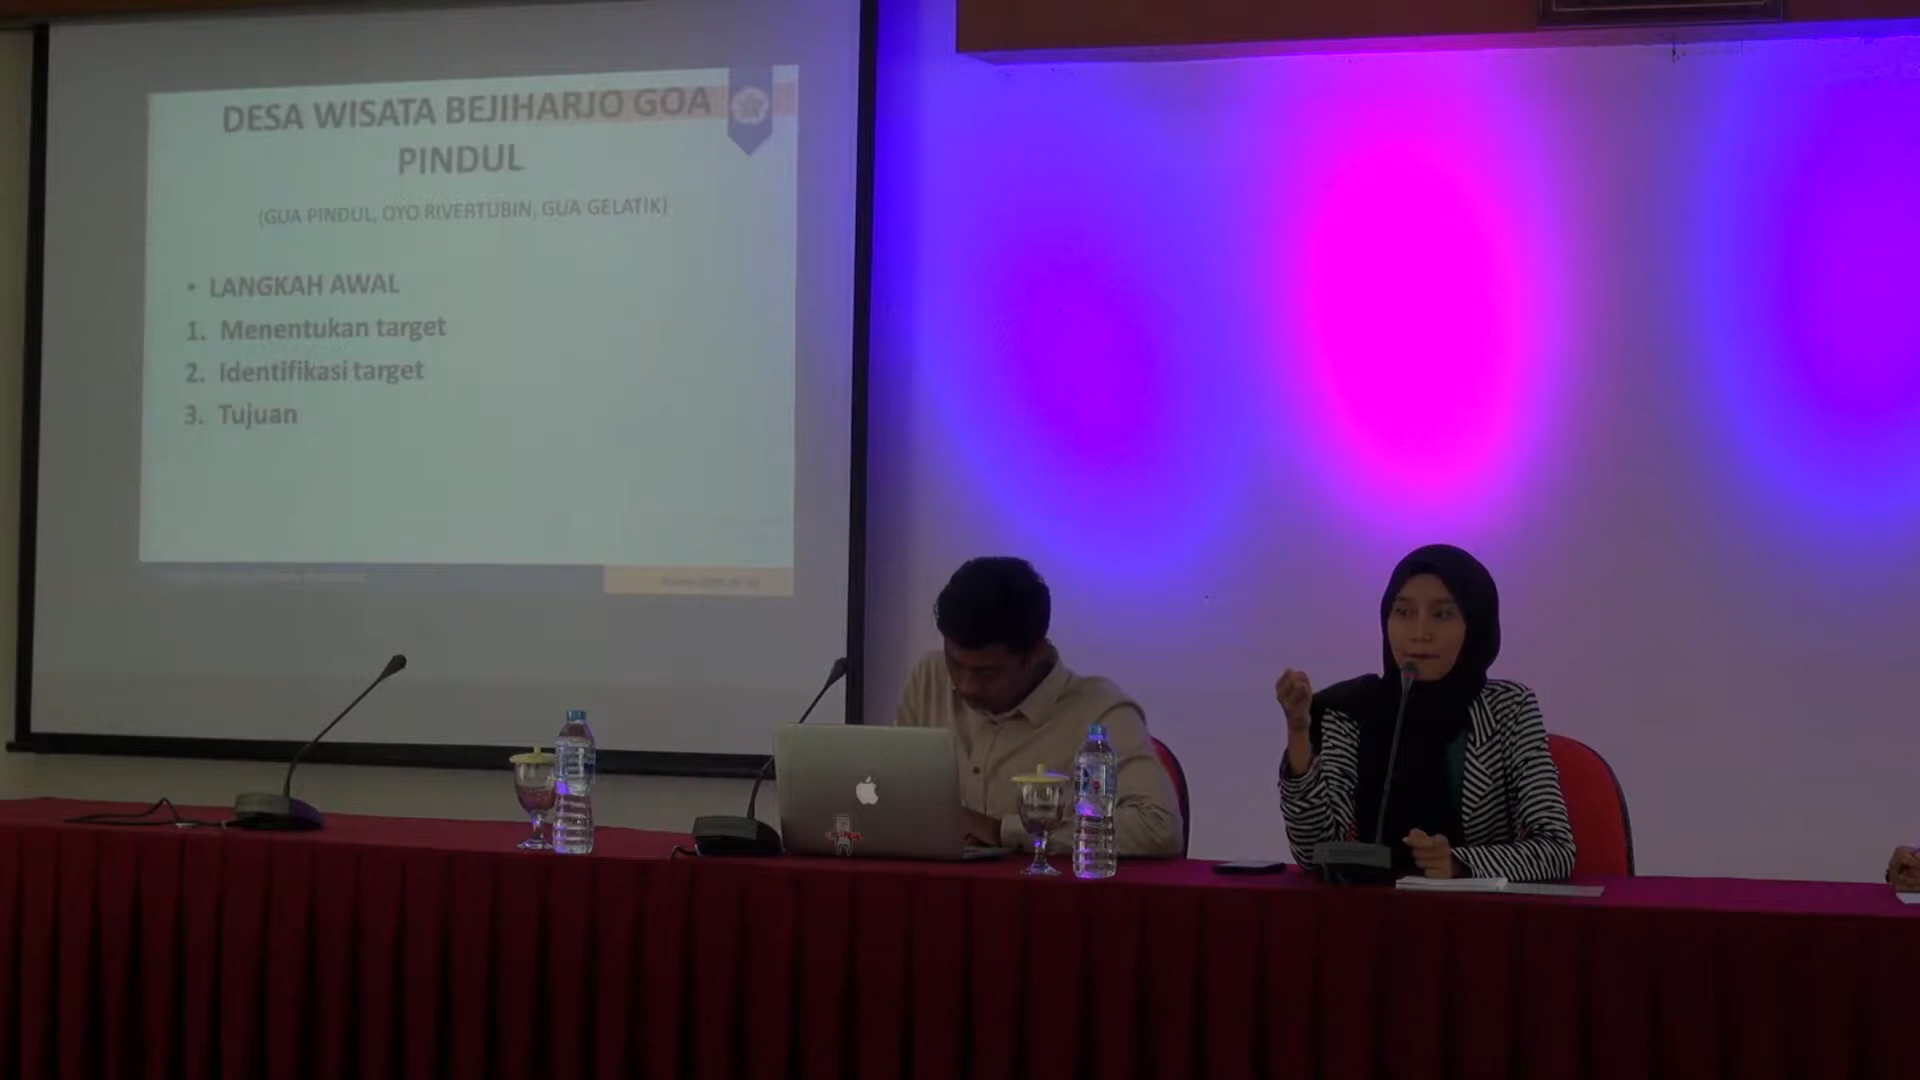 DESA WISATA BEJIHARJO GOA
PINDUL
(GUA PINDUL, OYO RIVERTUBIN, GUA GELATIK)
• LANGKAH AWAL
1. Menentukan target
2. Identifikasi target
3. Tujuan